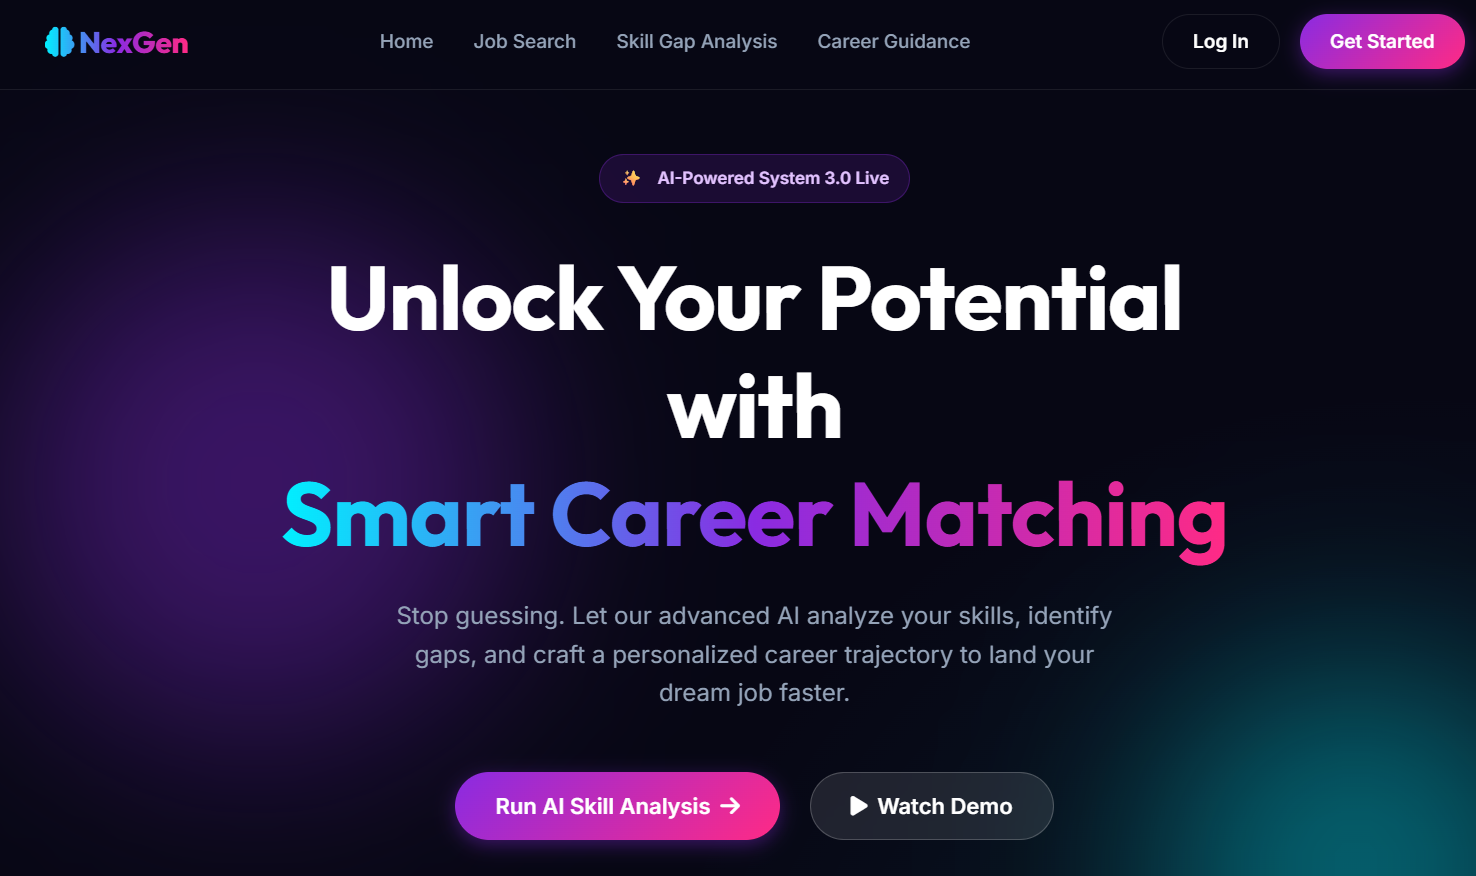 NexGen
Home
Job Search
Skill Gap Analysis
Career Guidance
Log In
Get Started
✨ AI-Powered System 3.0 Live
Unlock Your Potential
with
Smart Career Matching
Stop guessing. Let our advanced AI analyze your skills, identify
gaps, and craft a personalized career trajectory to land your
dream job faster.
Run AI Skill Analysis →
Watch Demo